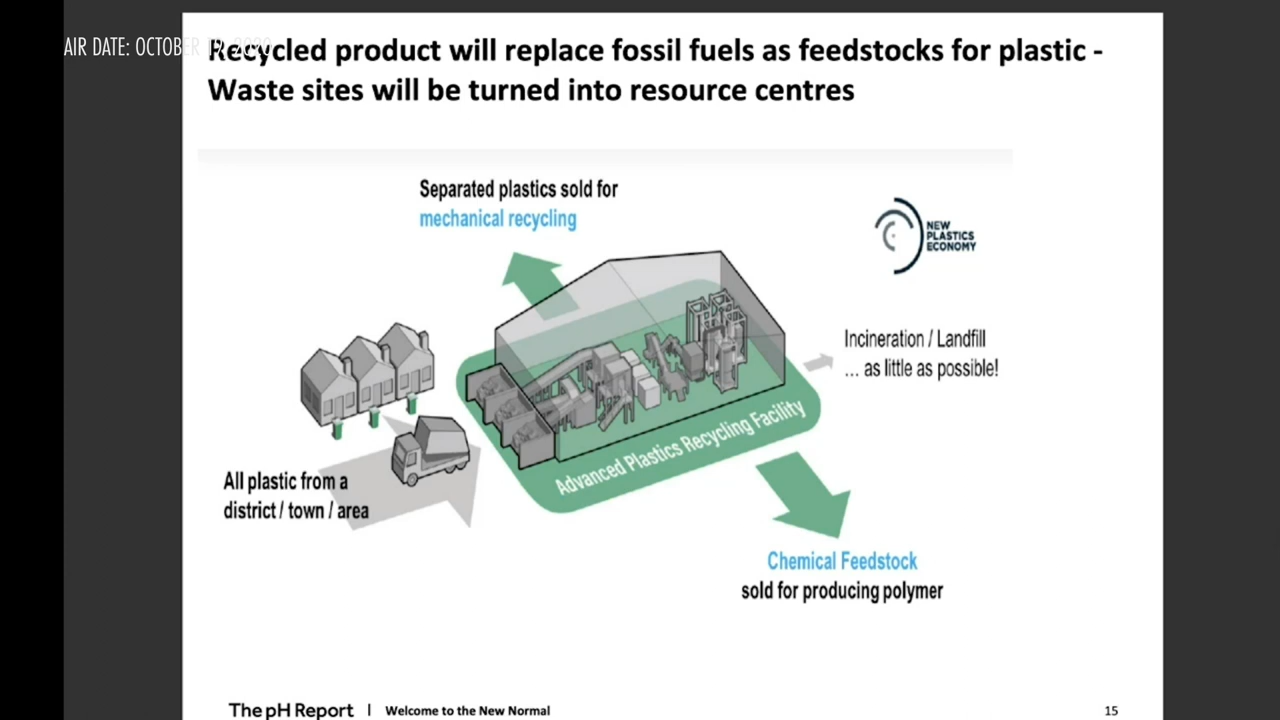 AIR DATE: OCTOBER 19, 2020
Recycled product will replace fossil fuels as feedstocks for plastic -
Waste sites will be turned into resource centres
Separated plastics sold for
mechanical recycling
NEW
PLASTICS
ECONOMY
Incineration / Landfill
... as little as possible!
Advanced Plastics Recycling Facility
All plastic from a
district / town / area
Chemical Feedstock
sold for producing polymer
The pH Report | Welcome to the New Normal
15